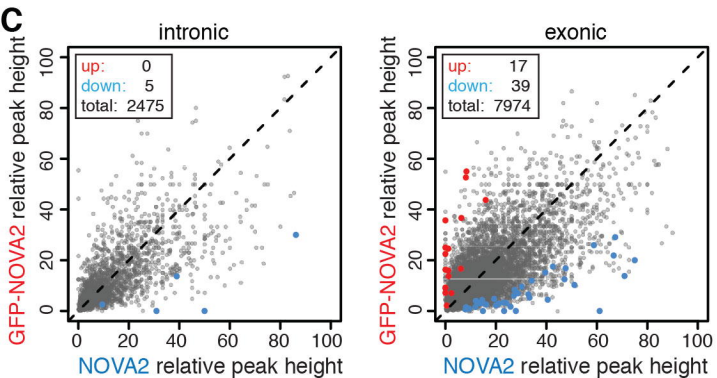 C
intronic
GFP-NOVA2 relative peak height
100
80
60
40
20
0
up: 0
down: 5
total: 2475
0 20 40 60 80 100
NOVA2 relative peak height
exonic
GFP-NOVA2 relative peak height
100
80
60
40
20
0
up: 17
down: 39
total: 7974
0 20 40 60 80 100
NOVA2 relative peak height